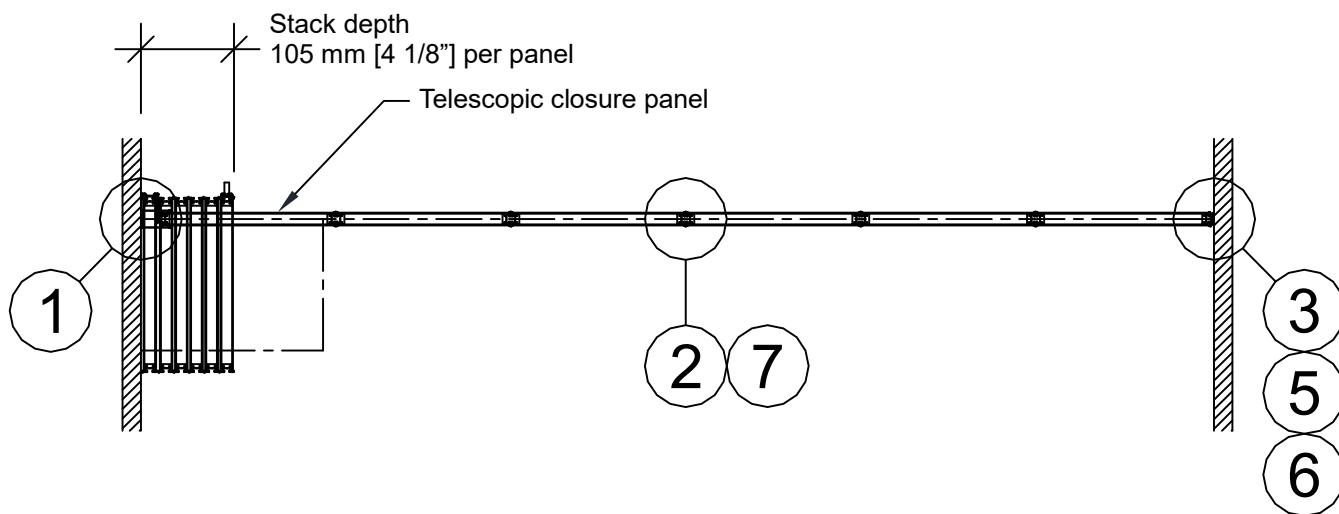 Stack depth
105 mm [4 1/8”] per panel
Telescopic closure panel
1
2 7
3
5
6